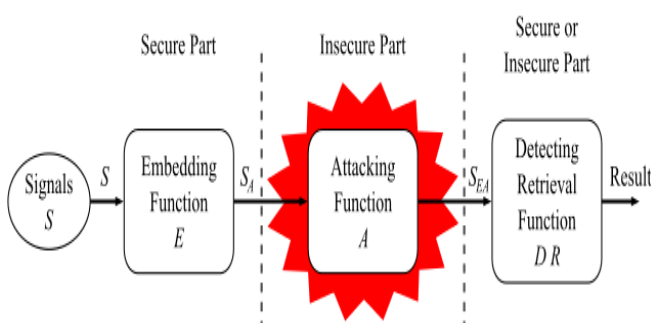 Secure Part
Insecure Part
Secure or
Insecure Part
Signals
S
S
Embedding
Function
E
S_A
Attacking
Function
A
S_EA
Detecting
Retrieval
Function
D R
Result